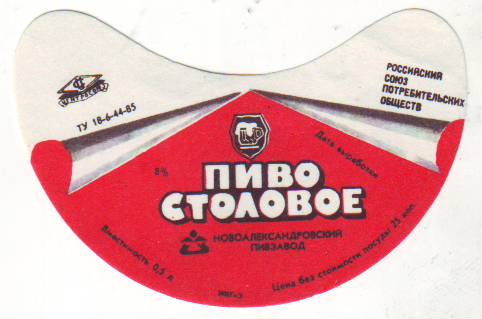 ТУ 18-6-44-85
РОССИЙСКИЙ
СОЮЗ
ПОТРЕБИТЕЛЬСКИХ
ОБЩЕСТВ
8%
Дата выработки
ПИВО
СТОЛОВОЕ
НОВОАЛЕКСАНДРОВСКИЙ
ПИВЗАВОД
Вместимость 0,5 л
Цена без стоимости посуды 25 коп.